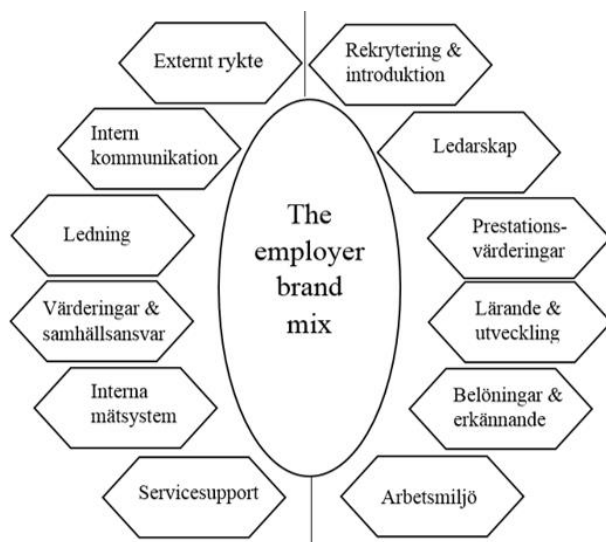 Externt rykte
Rekrytering &
introduktion
Intern
kommunikation
Ledarskap
The
employer
brand
mix
Ledning
Prestations-
värderingar
Värderingar &
samhällsansvar
Lärande &
utveckling
Interna
mätsystem
Belöningar &
erkännande
Servicesupport
Arbetsmiljö